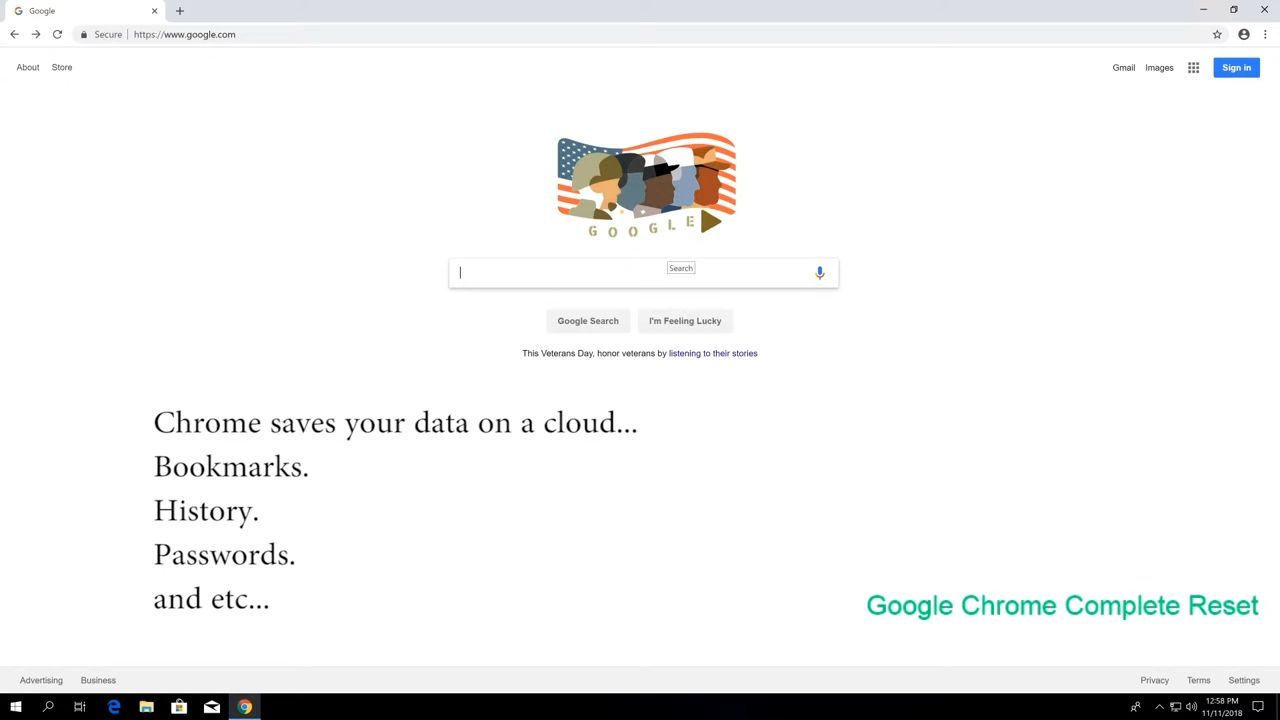 Google
Secure https://www.google.com
About Store
Gmail Images Sign in
GOOGLE
Search
Google Search I'm Feeling Lucky
This Veterans Day, honor veterans by listening to their stories
Chrome saves your data on a cloud...
Bookmarks.
History.
Passwords.
and etc...
Google Chrome Complete Reset
Advertising Business
Privacy Terms Settings
12:58 PM
11/11/2018